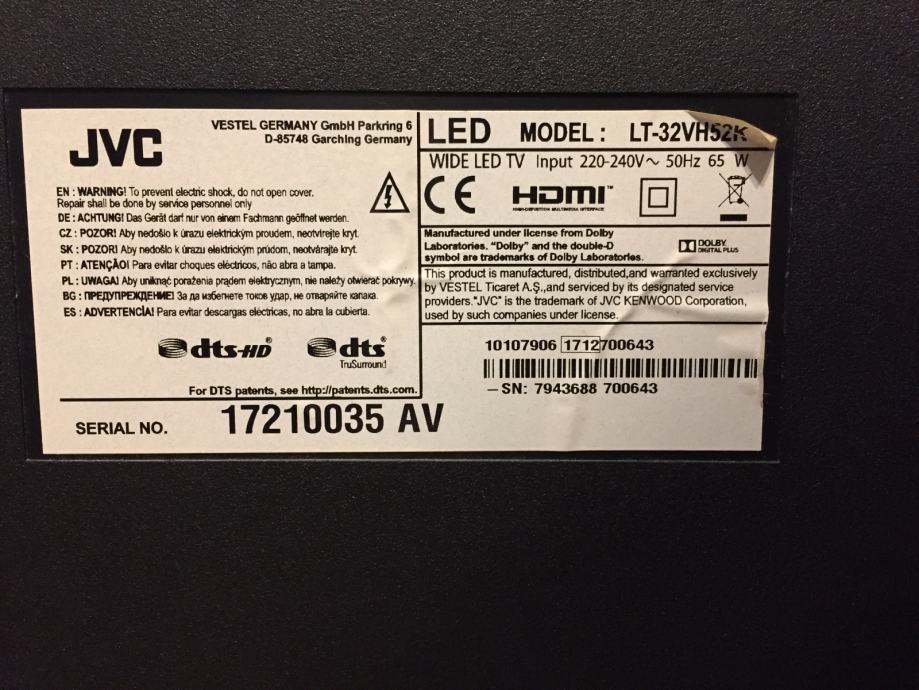 JVC
VESTEL GERMANY GmbH Parkring 6
D-85748 Garching Germany
EN : WARNING! To prevent electric shock, do not open cover.
Repair shall be done by service personnel only
DE : ACHTUNG! Das Gerät darf nur von einem Fachmann geöffnet werden.
CZ : POZOR! Aby nedošlo k úrazu elektrickým proudem, neotvírejte kryt.
SK : POZOR! Aby nedošlo k úrazu elektrickým prúdom, neotvárajte kryt.
PT : ATENÇÃO! Para evitar choques eléctricos, não abra a tampa.
PL : UWAGA! Aby uniknąć porażenia prądem elektrycznym, nie należy otwierać pokrywy.
BG : ПРЕДУПРЕЖДЕНИЕ! За да избегнете токов удар, не отваряйте капака.
ES : ADVERTENCIA! Para evitar descargas eléctricas, no abra la cubierta.
dts-HD®
dts®
TruSurround
For DTS patents, see http://patents.dts.com.
SERIAL NO. 17210035 AV
LED MODEL : LT-32VH52K
WIDE LED TV Input 220-240V~ 50Hz 65 W
CE HDMI™
HIGH-DEFINITION MULTIMEDIA INTERFACE
Manufactured under license from Dolby
Laboratories. “Dolby” and the double-D
symbol are trademarks of Dolby Laboratories.
DOLBY
DIGITAL PLUS
This product is manufactured, distributed,and warranted exclusively
by VESTEL Ticaret A.Ş.,and serviced by its designated service
providers."JVC" is the trademark of JVC KENWOOD Corporation,
used by such companies under license.
10107906 1712700643
–SN: 7943688 700643